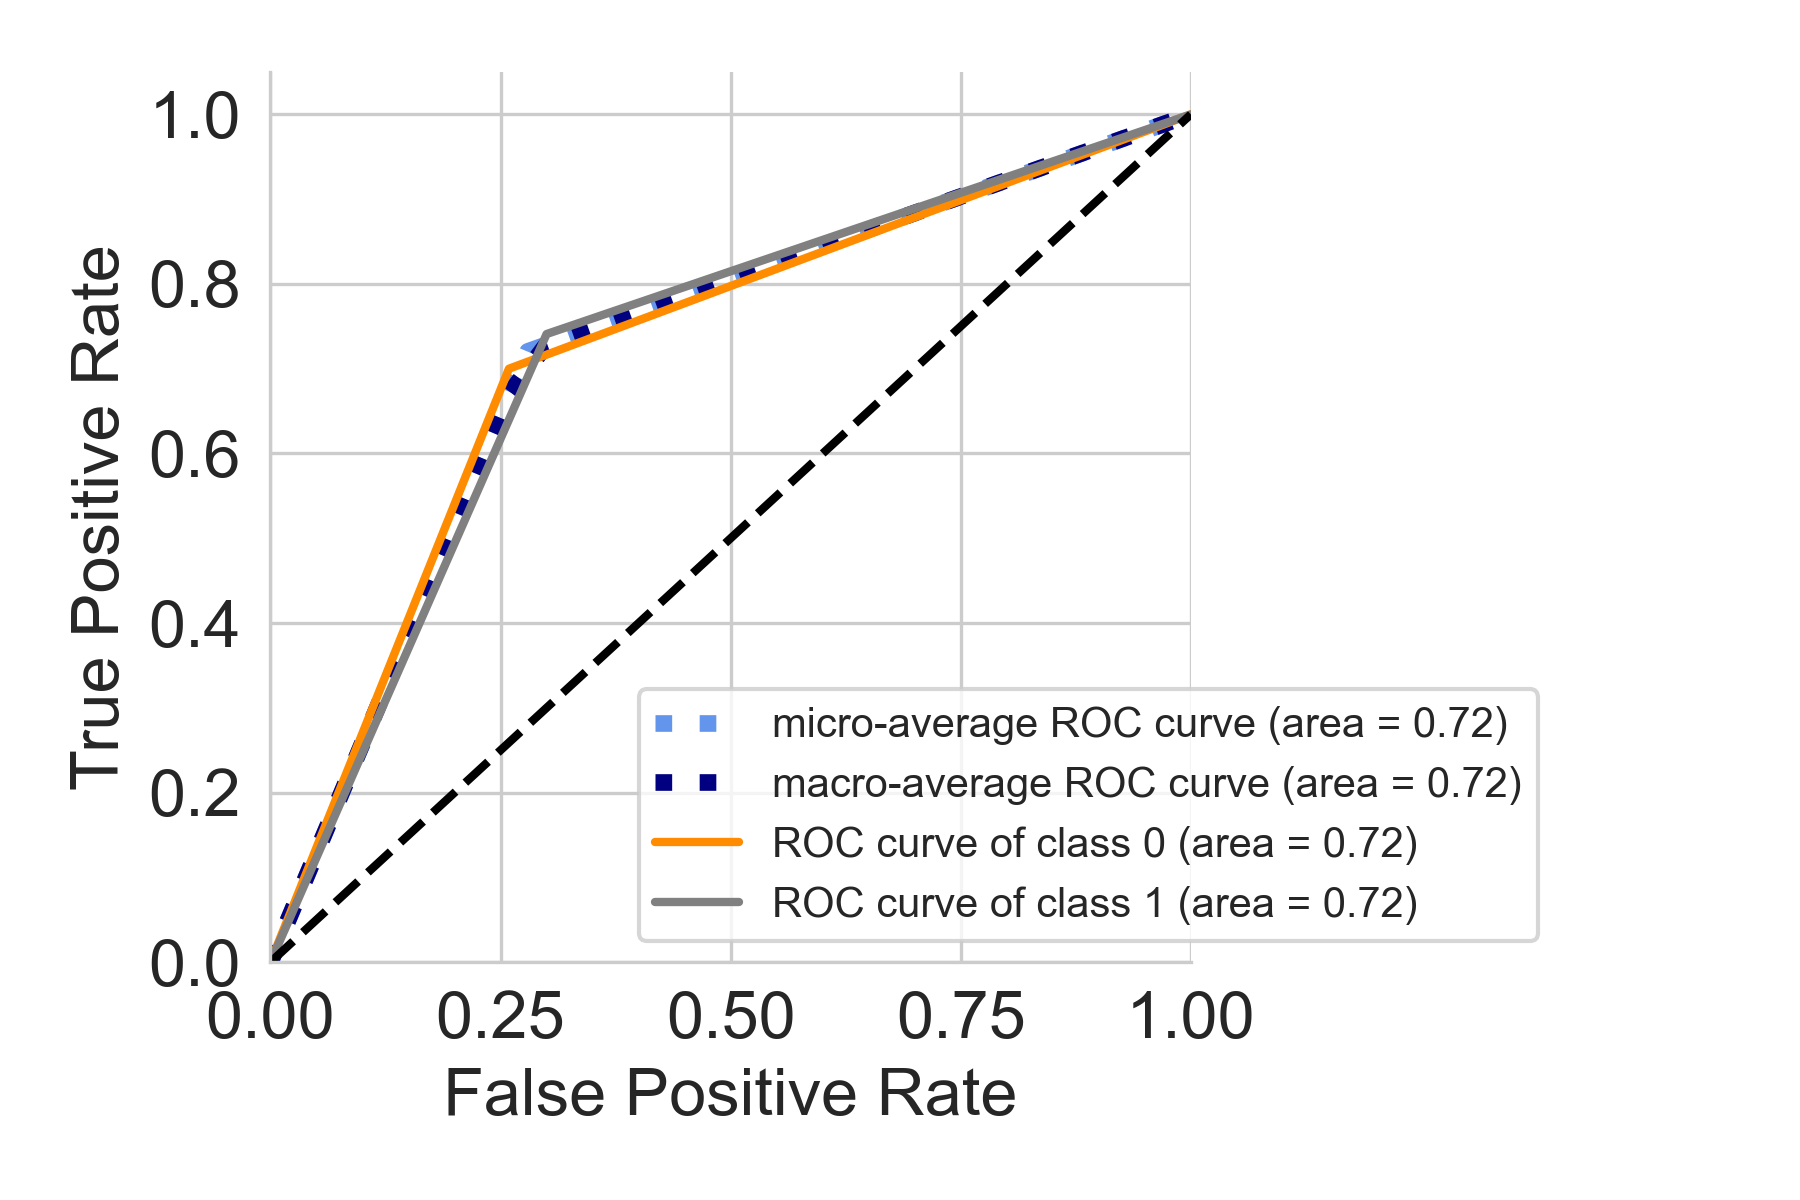 True Positive Rate
1.0
0.8
0.6
0.4
0.2
0.0
0.00 0.25 0.50 0.75 1.00
False Positive Rate
micro-average ROC curve (area = 0.72)
macro-average ROC curve (area = 0.72)
ROC curve of class 0 (area = 0.72)
ROC curve of class 1 (area = 0.72)